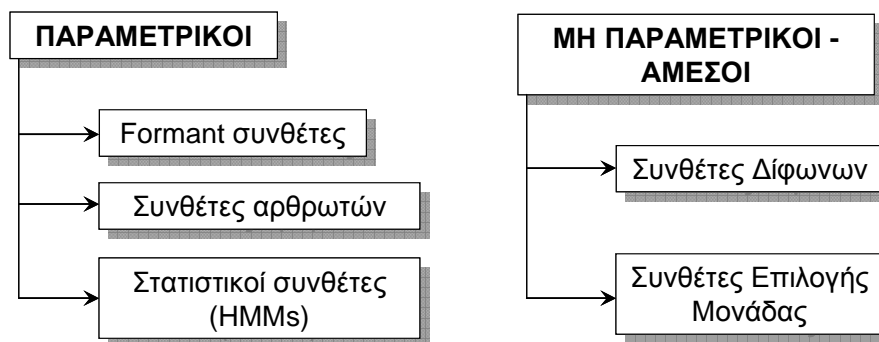 ΠΑΡΑΜΕΤΡΙΚΟΙ
Formant συνθέτες
Συνθέτες αρθρωτών
Στατιστικοί συνθέτες
(HMMs)
ΜΗ ΠΑΡΑΜΕΤΡΙΚΟΙ -
ΑΜΕΣΟΙ
Συνθέτες Δίφωνων
Συνθέτες Επιλογής
Μονάδας